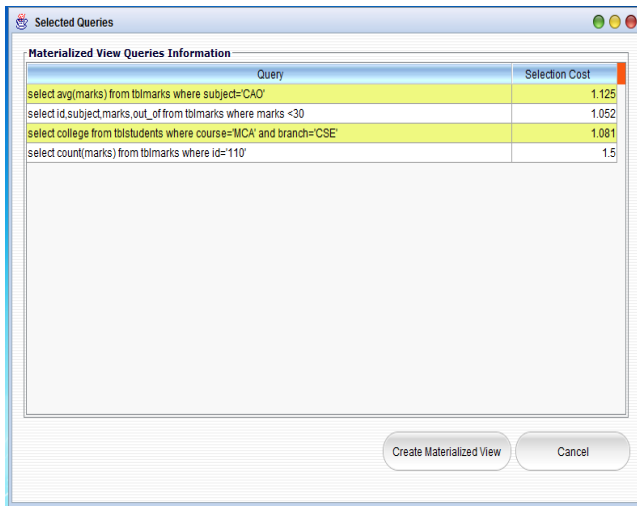 Selected Queries
Materialized View Queries Information
Query Selection Cost
select avg(marks) from tblmarks where subject='CAO' 1.125
select id,subject,marks,out_of from tblmarks where marks <30 1.052
select college from tblstudents where course='MCA' and branch='CSE' 1.081
select count(marks) from tblmarks where id='110' 1.5
Create Materialized View Cancel